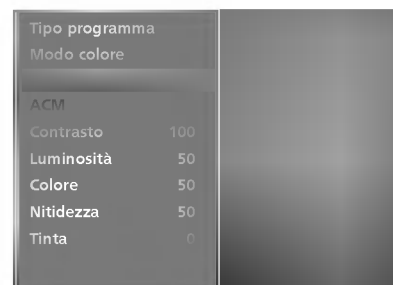 Tipo programma
Modo colore
ACM
Contrasto 100
Luminosità 50
Colore 50
Nitidezza 50
Tinta 0